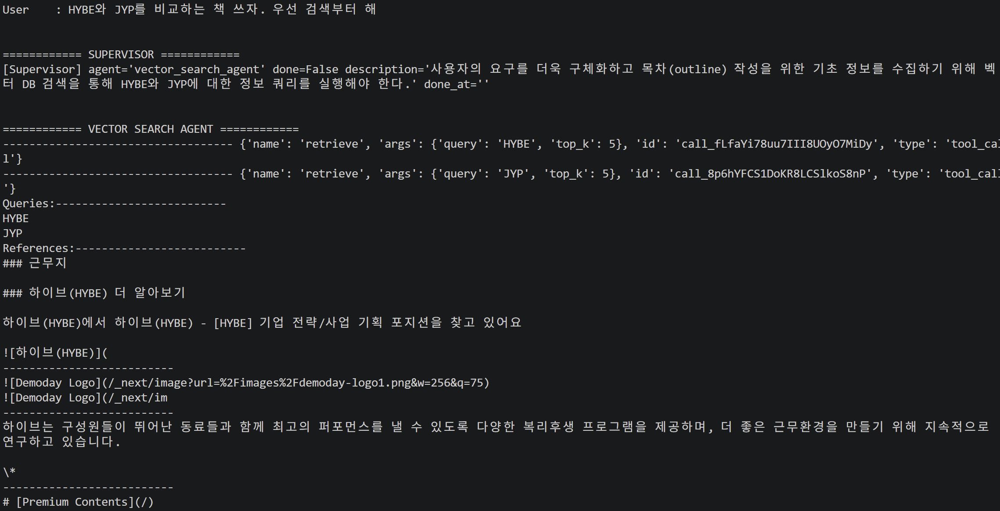 User    : HYBE와 JYP를 비교하는 책 쓰자. 우선 검색부터 해
============ SUPERVISOR ============
[Supervisor] agent='vector_search_agent' done=False description='사용자의 요구를 더욱 구체화하고 목차(outline) 작성을 위한 기초 정보를 수집하기 위해 벡
터 DB 검색을 통해 HYBE와 JYP에 대한 정보 쿼리를 실행해야 한다.' done_at=''
============ VECTOR SEARCH AGENT ============
----------------------------------- {'name': 'retrieve', 'args': {'query': 'HYBE', 'top_k': 5}, 'id': 'call_fLfaYi78uu7III8UOyO7MiDy', 'type': 'tool_cal
l'}
----------------------------------- {'name': 'retrieve', 'args': {'query': 'JYP', 'top_k': 5}, 'id': 'call_8p6hYFCS1DoKR8LCSlkoS8nP', 'type': 'tool_call
'}
Queries:--------------------------
HYBE
JYP
References:--------------------------
### 근무지
### 하이브(HYBE) 더 알아보기
하이브(HYBE)에서 하이브(HYBE) - [HYBE] 기업 전략/사업 기획 포지션을 찾고 있어요
![하이브(HYBE)](
--------------------------
![Demoday Logo](/_next/image?url=%2Fimages%2Fdemoday-logo1.png&w=256&q=75)
![Demoday Logo](/_next/im
--------------------------
하이브는 구성원들이 뛰어난 동료들과 함께 최고의 퍼포먼스를 낼 수 있도록 다양한 복리후생 프로그램을 제공하며, 더 좋은 근무환경을 만들기 위해 지속적으로
연구하고 있습니다.
\*
--------------------------
# [Premium Contents](/)